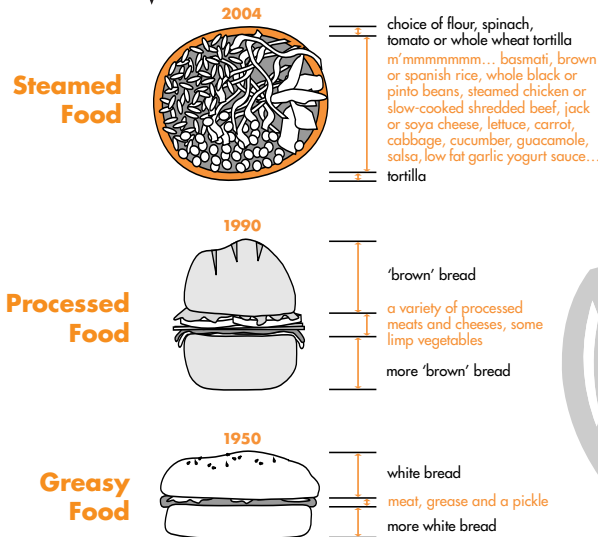 2004
Steamed
Food
choice of flour, spinach,
tomato or whole wheat tortilla
m'mmmmmmm... basmati, brown
or spanish rice, whole black or
pinto beans, steamed chicken or
slow-cooked shredded beef, jack
or soya cheese, lettuce, carrot,
cabbage, cucumber, guacamole,
salsa, low fat garlic yogurt sauce...
tortilla
1990
Processed
Food
‘brown’ bread
a variety of processed
meats and cheeses, some
limp vegetables
more ‘brown’ bread
1950
Greasy
Food
white bread
meat, grease and a pickle
more white bread